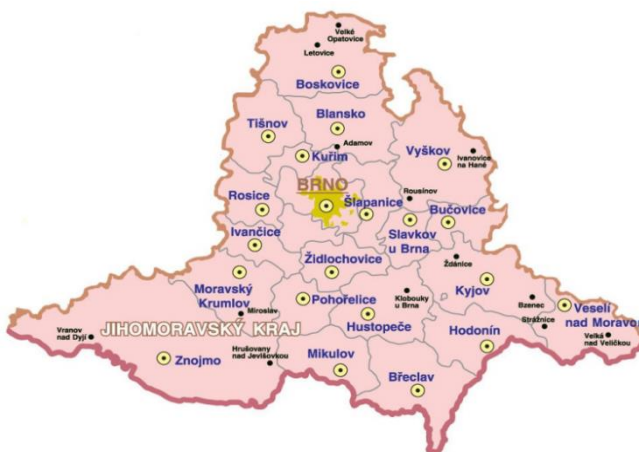 Velké
Opatovice
Letovice
Boskovice
Blansko
Tišnov
Adamov
Kuřim
Vyškov
Ivanovice
na Hané
BRNO
Rosice
Šlapanice
Rousínov
Bučovice
Slavkov
u Brna
Ivančice
Židlochovice
Ždánice
Moravský
Krumlov
Miroslav
Pohořelice
Klobouky
u Brna
Kyjov
Bzenec
Veselí
nad Moravou
Strážnice
Velká
nad Veličkou
Vranov
nad Dyjí
JIHOMORAVSKÝ KRAJ
Hustopeče
Hodonín
Znojmo
Hrušovany
nad Jevišovkou
Mikulov
Břeclav